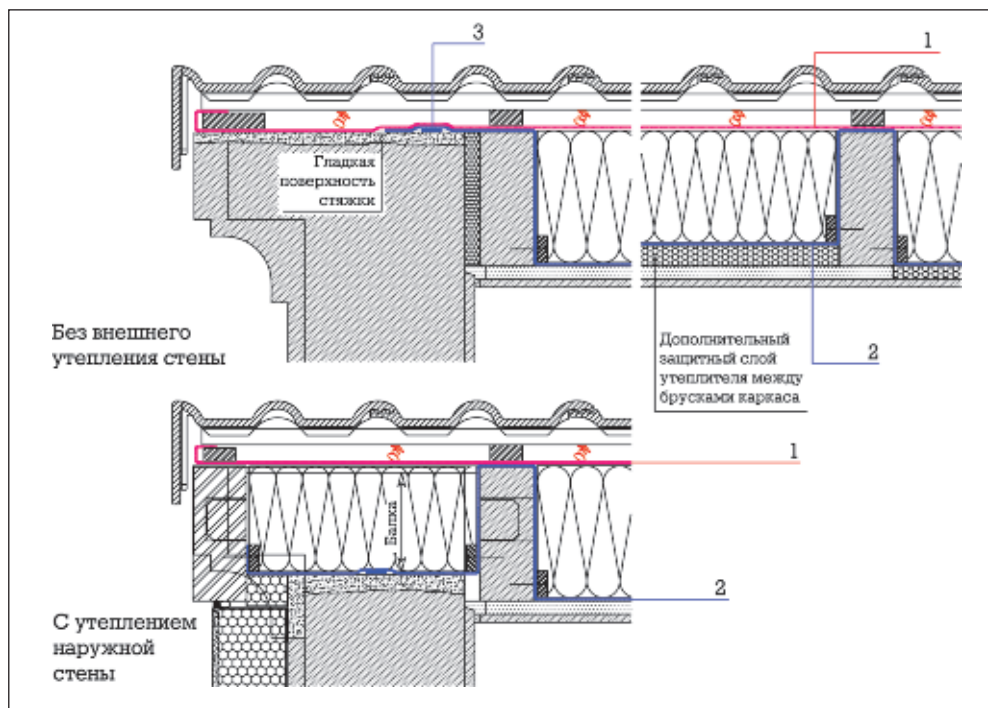 3
1
Гладкая
поверхность
стяжки
Без внешнего
утепления стены
Дополнительный
защитный слой
утеплителя между
брусками каркаса
2
1
Балка
2
С утеплением
наружной
стены